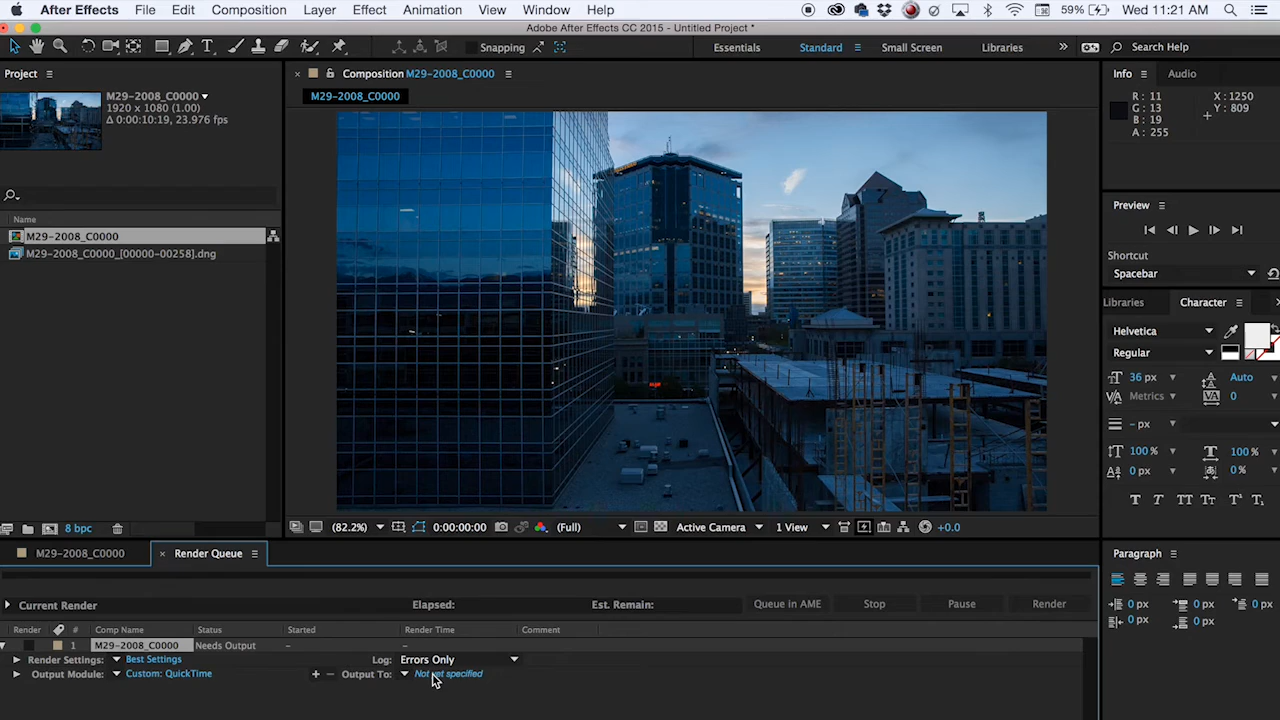 After Effects File Edit Composition Layer Effect Animation View Window Help 59% Wed 11:21 AM
Adobe After Effects CC 2015 - Untitled Project *
Snapping Essentials Standard Small Screen Libraries Search Help
Project Composition M29-2008_C0000 Info Audio
M29-2008_C0000
1920 x 1080 (1.00)
Δ 0:00:10:19, 23.976 fps
M29-2008_C0000
R: 11 X: 1250
G: 13 Y: 809
B: 19
A: 255
Name
M29-2008_C0000
M29-2008_C0000_[00000-00258].dng
Preview
Shortcut
Spacebar
Libraries Character
Helvetica
Regular
36 px Auto
Metrics 0
- px
100 % 100 %
0 px 0 %
T T TT Tr T¹ T₁
8 bpc (82.2%) 0:00:00:00 (Full) Active Camera 1 View +0.0
M29-2008_C0000 Render Queue
Paragraph
0 px 0 px 0 px
0 px 0 px
Current Render Elapsed: Est. Remain: Queue in AME Stop Pause Render
Render # Comp Name Status Started Render Time Comment
1 M29-2008_C0000 Needs Output - -
Render Settings: Best Settings Log: Errors Only
Output Module: Custom: QuickTime + - Output To: Not yet specified